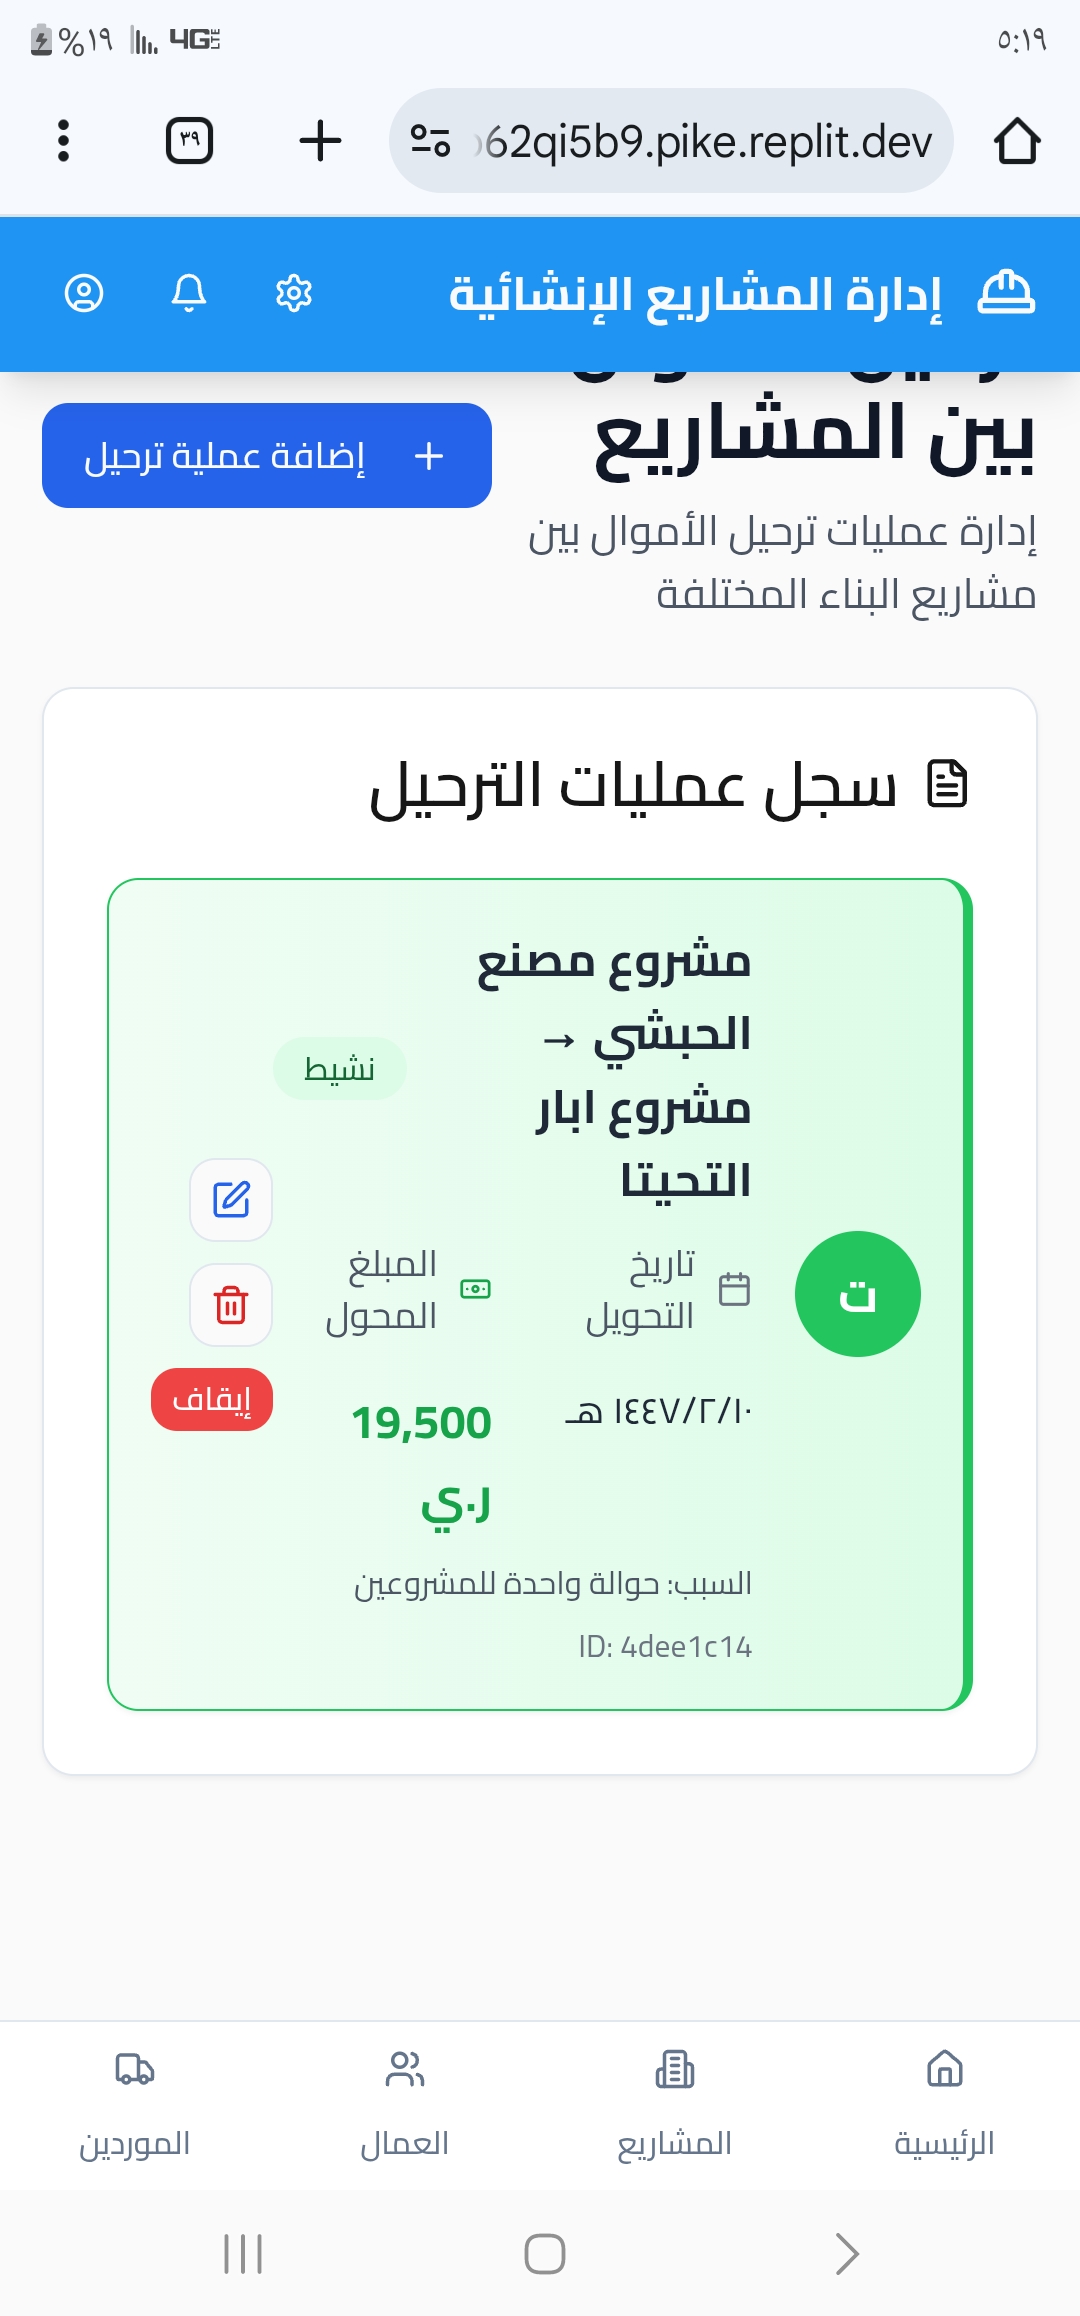 ٥:١٩
%١٩ 4G LTE
62qi5b9.pike.replit.dev
٣٩
إدارة المشاريع الإنشائية
بين المشاريع
إضافة عملية ترحيل
إدارة عمليات ترحيل الأموال بين
مشاريع البناء المختلفة
سجل عمليات الترحيل
مشروع مصنع
الحبشي →
مشروع ابار
التحيتا
نشيط
ت
تاريخ
التحويل
١٤٤٧/٢/١٠ هـ
المبلغ
المحول
19,500
ر.ي
إيقاف
السبب: حوالة واحدة للمشروعين
ID: 4dee1c14
الرئيسية
المشاريع
العمال
الموردين